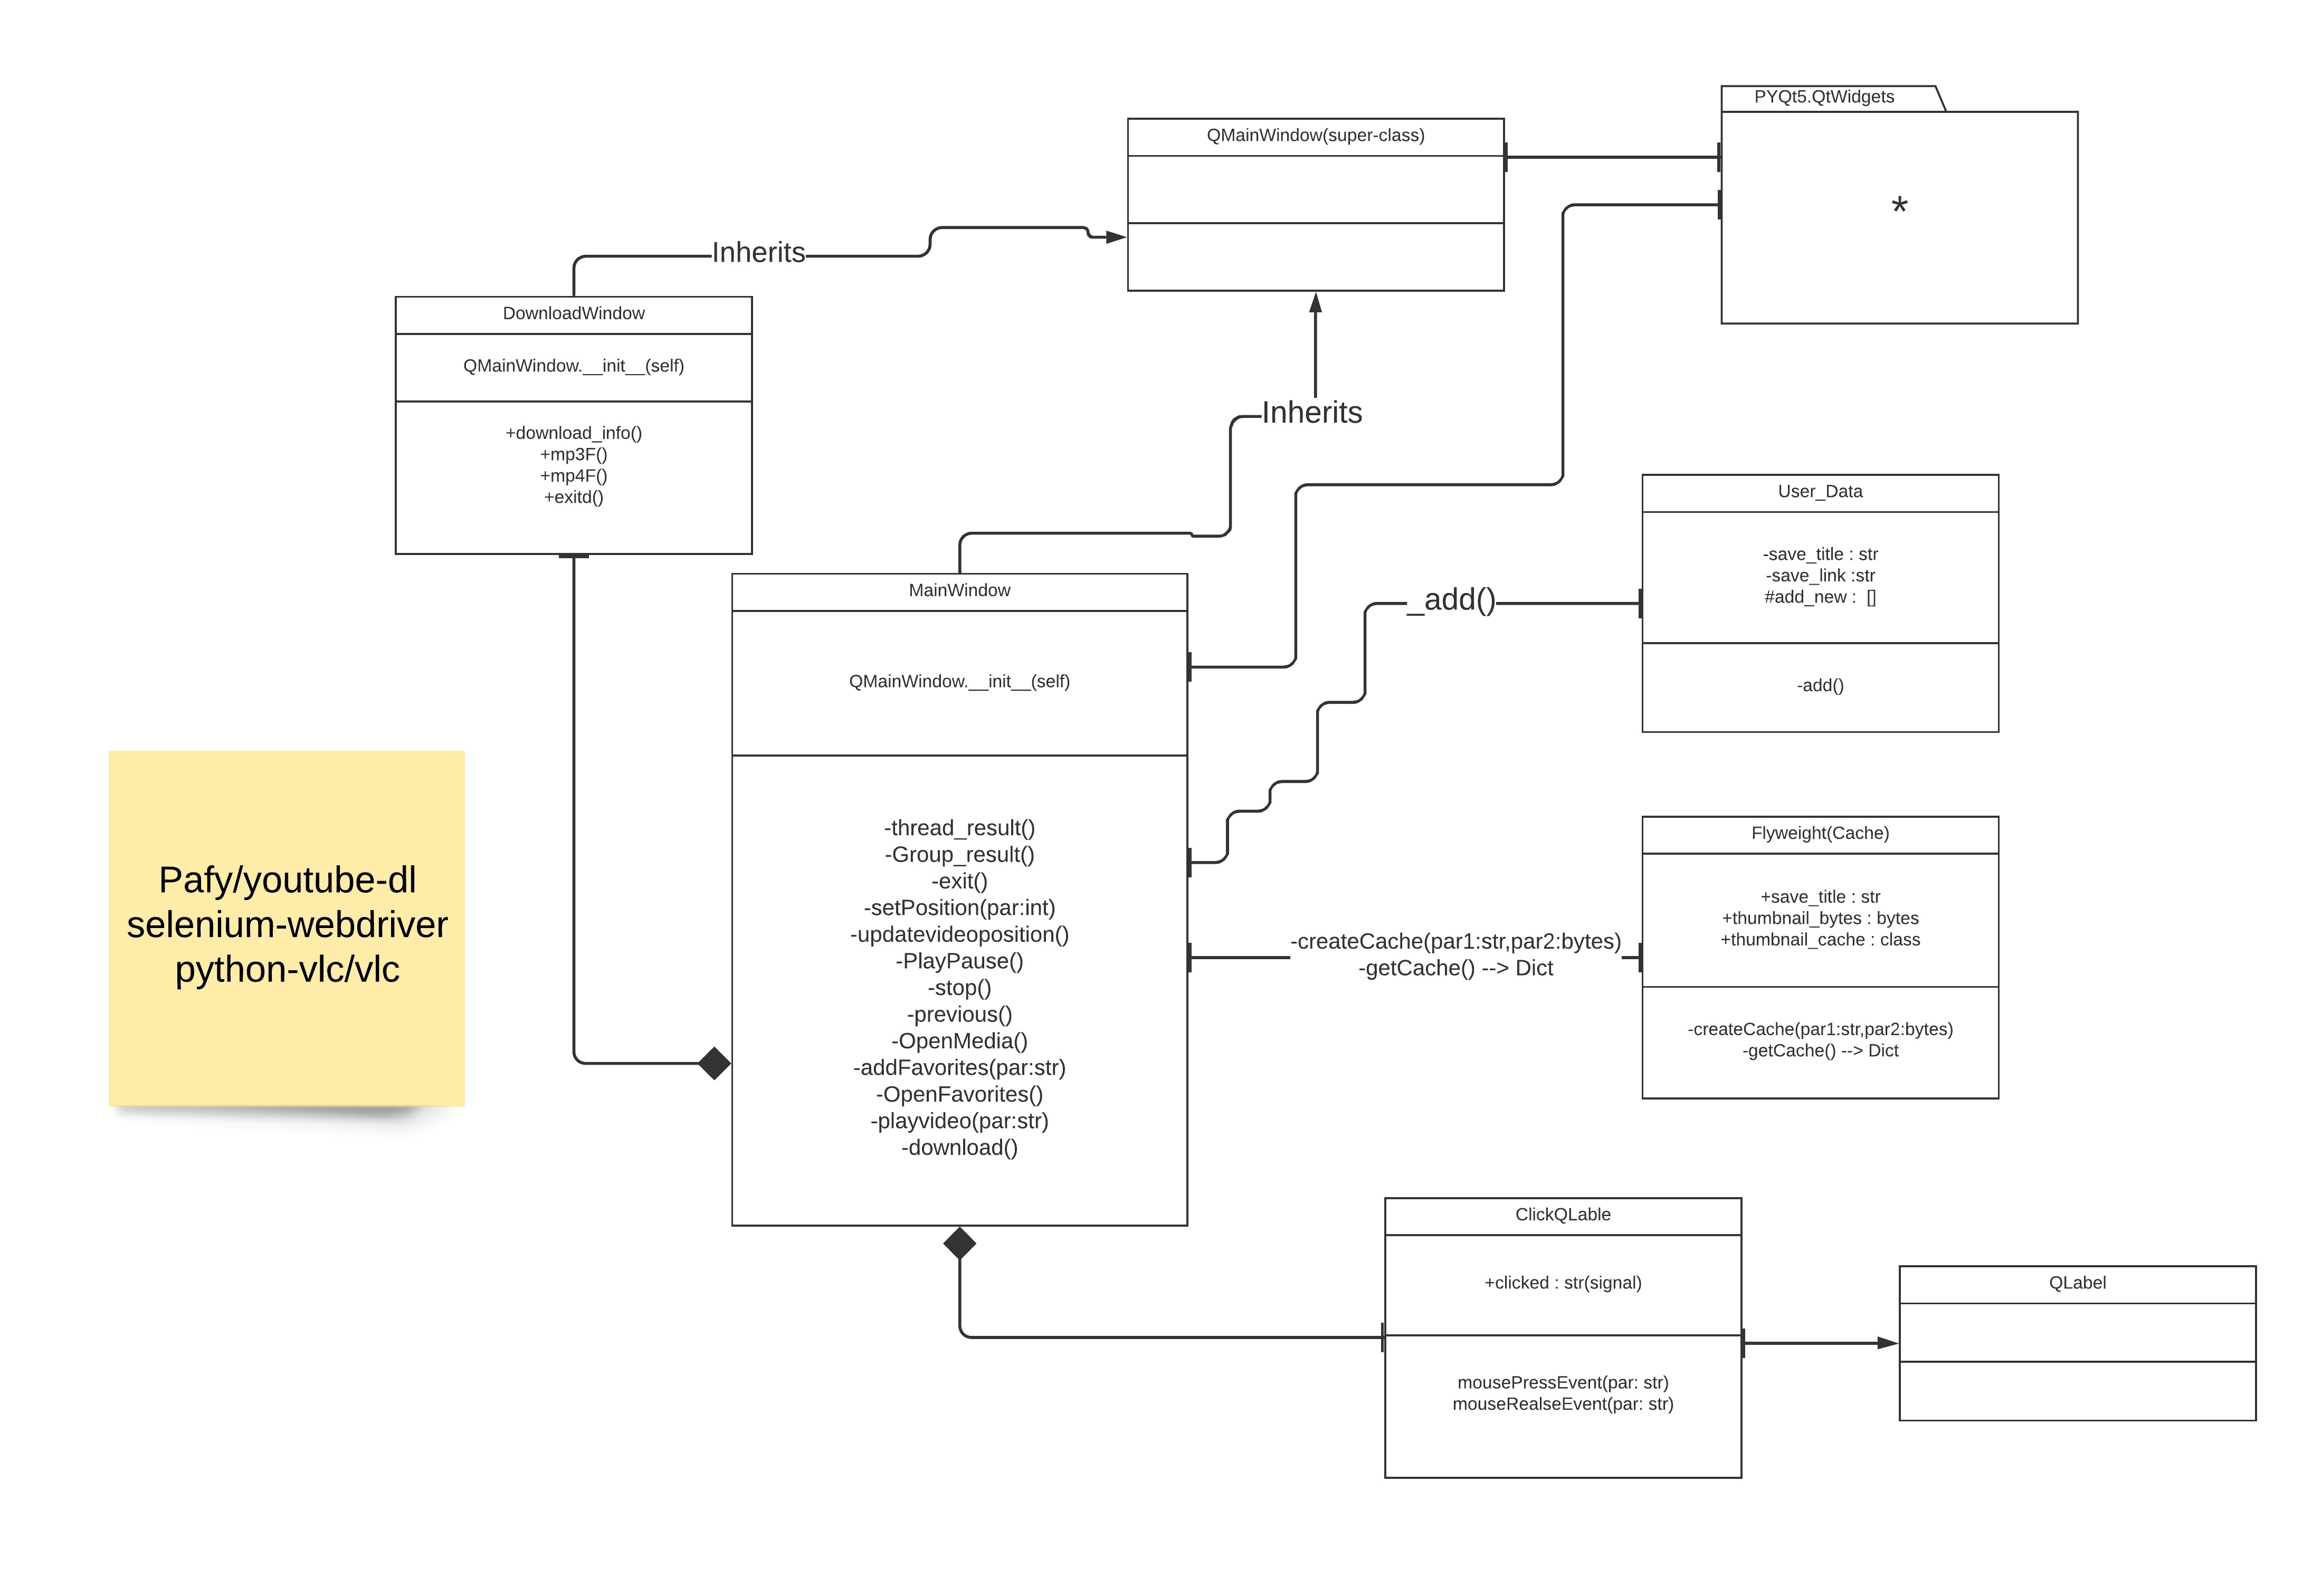 PYQt5.QtWidgets
*
QMainWindow(super-class)
Inherits
DownloadWindow
QMainWindow.__init__(self)
+download_info()
+mp3F()
+mp4F()
+exitd()
Inherits
User_Data
-save_title : str
-save_link :str
#add_new :  []
-add()
_add()
MainWindow
QMainWindow.__init__(self)
-thread_result()
-Group_result()
-exit()
-setPosition(par:int)
-updatevideoposition()
-PlayPause()
-stop()
-previous()
-OpenMedia()
-addFavorites(par:str)
-OpenFavorites()
-playvideo(par:str)
-download()
Pafy/youtube-dl
selenium-webdriver
python-vlc/vlc
Flyweight(Cache)
+save_title : str
+thumbnail_bytes : bytes
+thumbnail_cache : class
-createCache(par1:str,par2:bytes)
-getCache() --> Dict
-createCache(par1:str,par2:bytes)
-getCache() --> Dict
ClickQLable
+clicked : str(signal)
mousePressEvent(par: str)
mouseRealseEvent(par: str)
QLabel